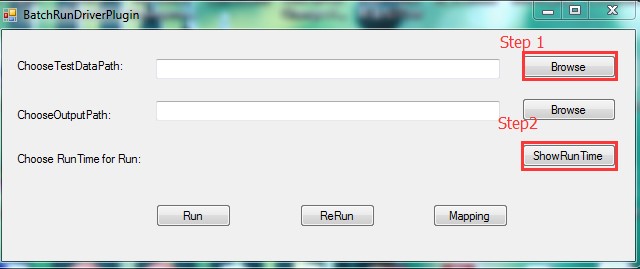 BatchRunDriverPlugin
Step 1
ChooseTestDataPath: Browse
ChooseOutputPath: Browse
Step2
Choose RunTime for Run: ShowRunTime
Run ReRun Mapping